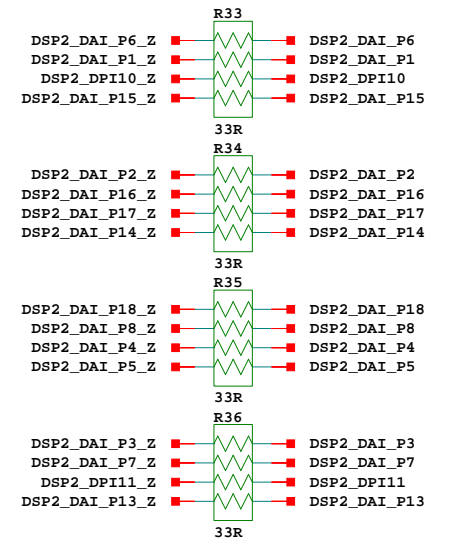 R33
DSP2_DAI_P6_Z DSP2_DAI_P6
DSP2_DAI_P1_Z DSP2_DAI_P1
DSP2_DPI10_Z DSP2_DPI10
DSP2_DAI_P15_Z DSP2_DAI_P15
33R
R34
DSP2_DAI_P2_Z DSP2_DAI_P2
DSP2_DAI_P16_Z DSP2_DAI_P16
DSP2_DAI_P17_Z DSP2_DAI_P17
DSP2_DAI_P14_Z DSP2_DAI_P14
33R
R35
DSP2_DAI_P18_Z DSP2_DAI_P18
DSP2_DAI_P8_Z DSP2_DAI_P8
DSP2_DAI_P4_Z DSP2_DAI_P4
DSP2_DAI_P5_Z DSP2_DAI_P5
33R
R36
DSP2_DAI_P3_Z DSP2_DAI_P3
DSP2_DAI_P7_Z DSP2_DAI_P7
DSP2_DPI11_Z DSP2_DPI11
DSP2_DAI_P13_Z DSP2_DAI_P13
33R